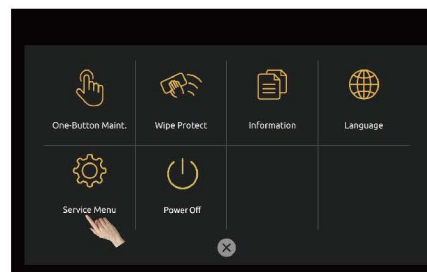 One-Button Maint.
Wipe Protect
Information
Language
Service Menu
Power Off